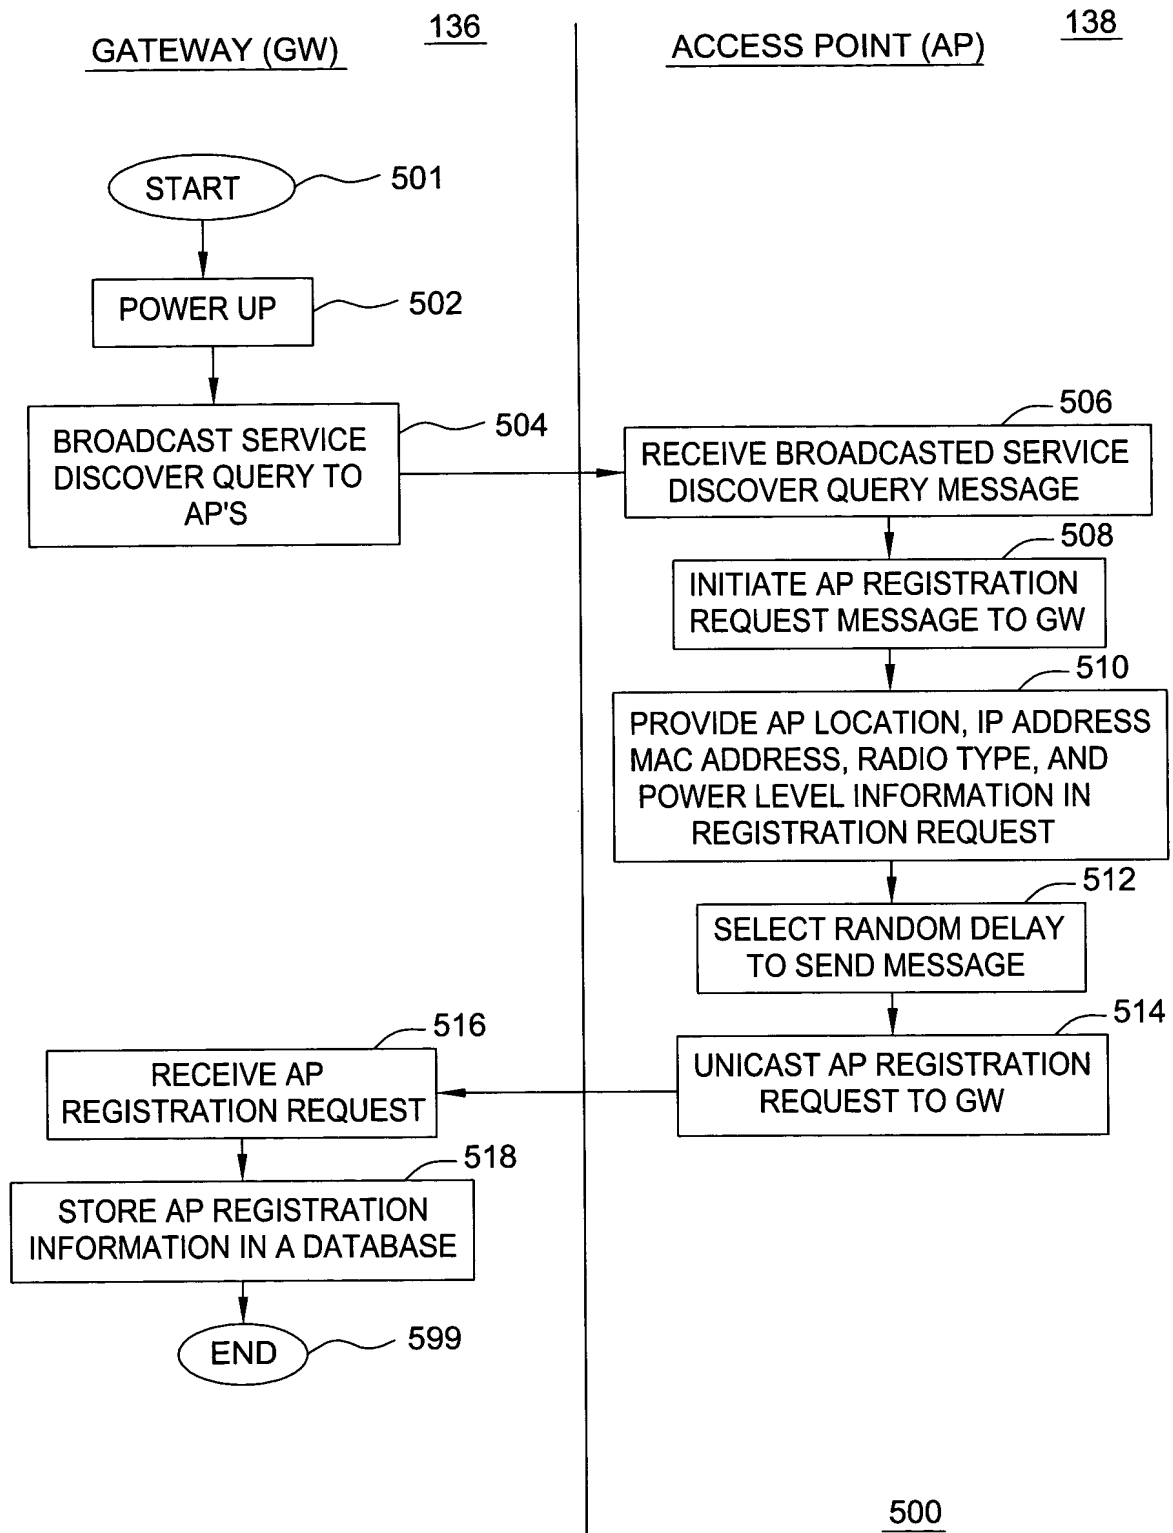 GATEWAY (GW)
136
ACCESS POINT (AP)
138
START
501
POWER UP
502
BROADCAST SERVICE
DISCOVER QUERY TO
AP'S
504
506
RECEIVE BROADCASTED SERVICE
DISCOVER QUERY MESSAGE
508
INITIATE AP REGISTRATION
REQUEST MESSAGE TO GW
510
PROVIDE AP LOCATION, IP ADDRESS
MAC ADDRESS, RADIO TYPE, AND
POWER LEVEL INFORMATION IN
REGISTRATION REQUEST
512
SELECT RANDOM DELAY
TO SEND MESSAGE
514
UNICAST AP REGISTRATION
REQUEST TO GW
516
RECEIVE AP
REGISTRATION REQUEST
518
STORE AP REGISTRATION
INFORMATION IN A DATABASE
END
599
500